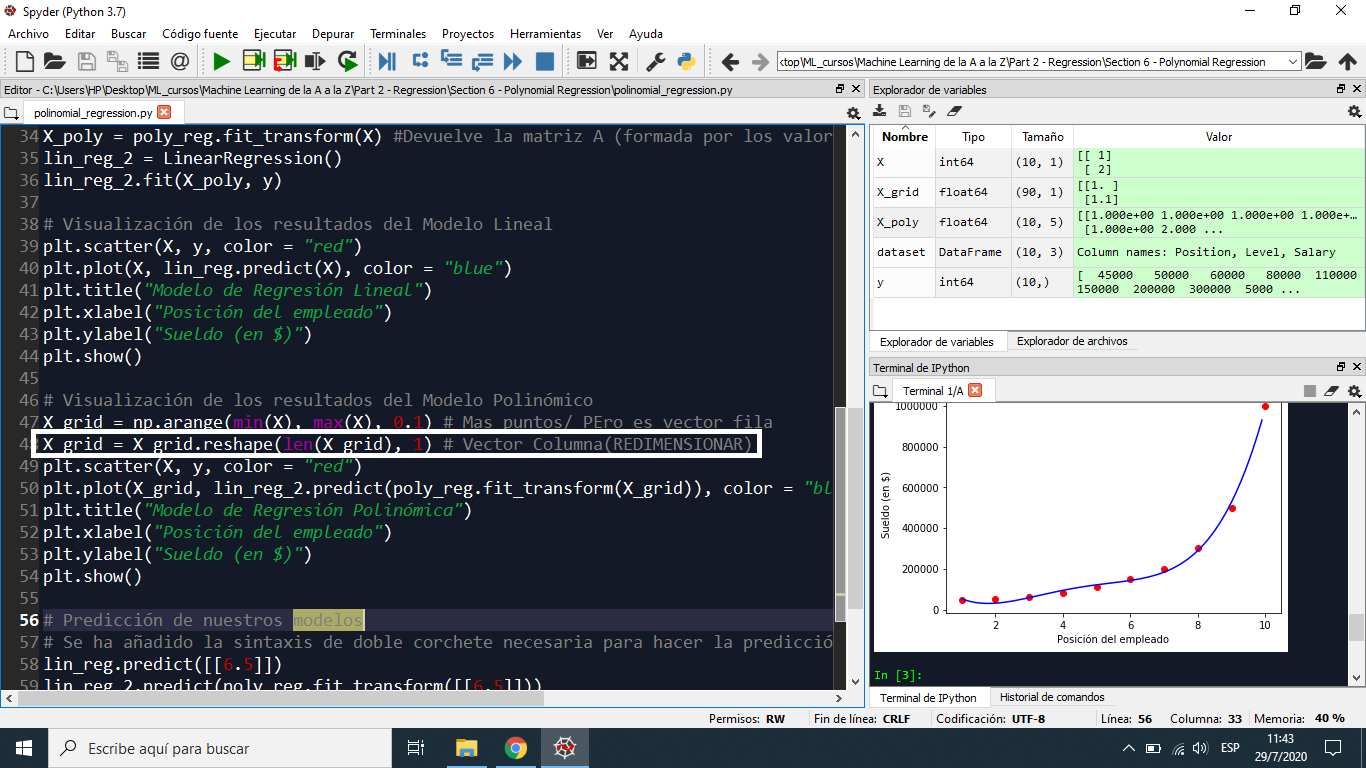 Spyder (Python 3.7)
Archivo Editar Buscar Código fuente Ejecutar Depurar Terminales Proyectos Herramientas Ver Ayuda
ktop\ML_cursos\Machine Learning de la A a la Z\Part 2 - Regression\Section 6 - Polynomial Regression
Editor - C:\Users\HP\Desktop\ML_cursos\Machine Learning de la A a la Z\Part 2 - Regression\Section 6 - Polynomial Regression\polinomial_regression.py
polinomial_regression.py
34 X_poly = poly_reg.fit_transform(X) #Devuelve la matriz A (formada por los valor
35 lin_reg_2 = LinearRegression()
36 lin_reg_2.fit(X_poly, y)
37
38 # Visualización de los resultados del Modelo Lineal
39 plt.scatter(X, y, color = "red")
40 plt.plot(X, lin_reg.predict(X), color = "blue")
41 plt.title("Modelo de Regresión Lineal")
42 plt.xlabel("Posición del empleado")
43 plt.ylabel("Sueldo (en $)")
44 plt.show()
45
46 # Visualización de los resultados del Modelo Polinómico
47 X_grid = np.arange(min(X), max(X), 0.1) # Mas puntos/ PEro es vector fila
48 X_grid = X_grid.reshape(len(X_grid), 1) # Vector Columna(REDIMENSIONAR)
49 plt.scatter(X, y, color = "red")
50 plt.plot(X_grid, lin_reg_2.predict(poly_reg.fit_transform(X_grid)), color = "bl
51 plt.title("Modelo de Regresión Polinómica")
52 plt.xlabel("Posición del empleado")
53 plt.ylabel("Sueldo (en $)")
54 plt.show()
55
56 # Predicción de nuestros modelos
57 # Se ha añadido la sintaxis de doble corchete necesaria para hacer la predicció
58 lin_reg.predict([[6.5]])
59 lin_reg_2.predict(poly_reg.fit_transform([[6.5]]))
Explorador de variables
Nombre Tipo Tamaño Valor
X int64 (10, 1) [[ 1]
[ 2]
X_grid float64 (90, 1) [[1. ]
[1.1]
X_poly float64 (10, 5) [[1.000e+00 1.000e+00 1.000e+00 1.000e+…
[1.000e+00 2.000 ...
dataset DataFrame (10, 3) Column names: Position, Level, Salary
y int64 (10,) [ 45000 50000 60000 80000 110000
150000 200000 300000 5000 ...
Explorador de variables Explorador de archivos
Terminal de IPython
Terminal 1/A
1000000
800000
600000
400000
200000
0
Sueldo (en $)
2 4 6 8 10
Posición del empleado
In [3]:
Terminal de IPython Historial de comandos
Permisos: RW Fin de línea: CRLF Codificación: UTF-8 Línea: 56 Columna: 33 Memoria: 40 %
Escribe aquí para buscar
ESP
11:43
29/7/2020